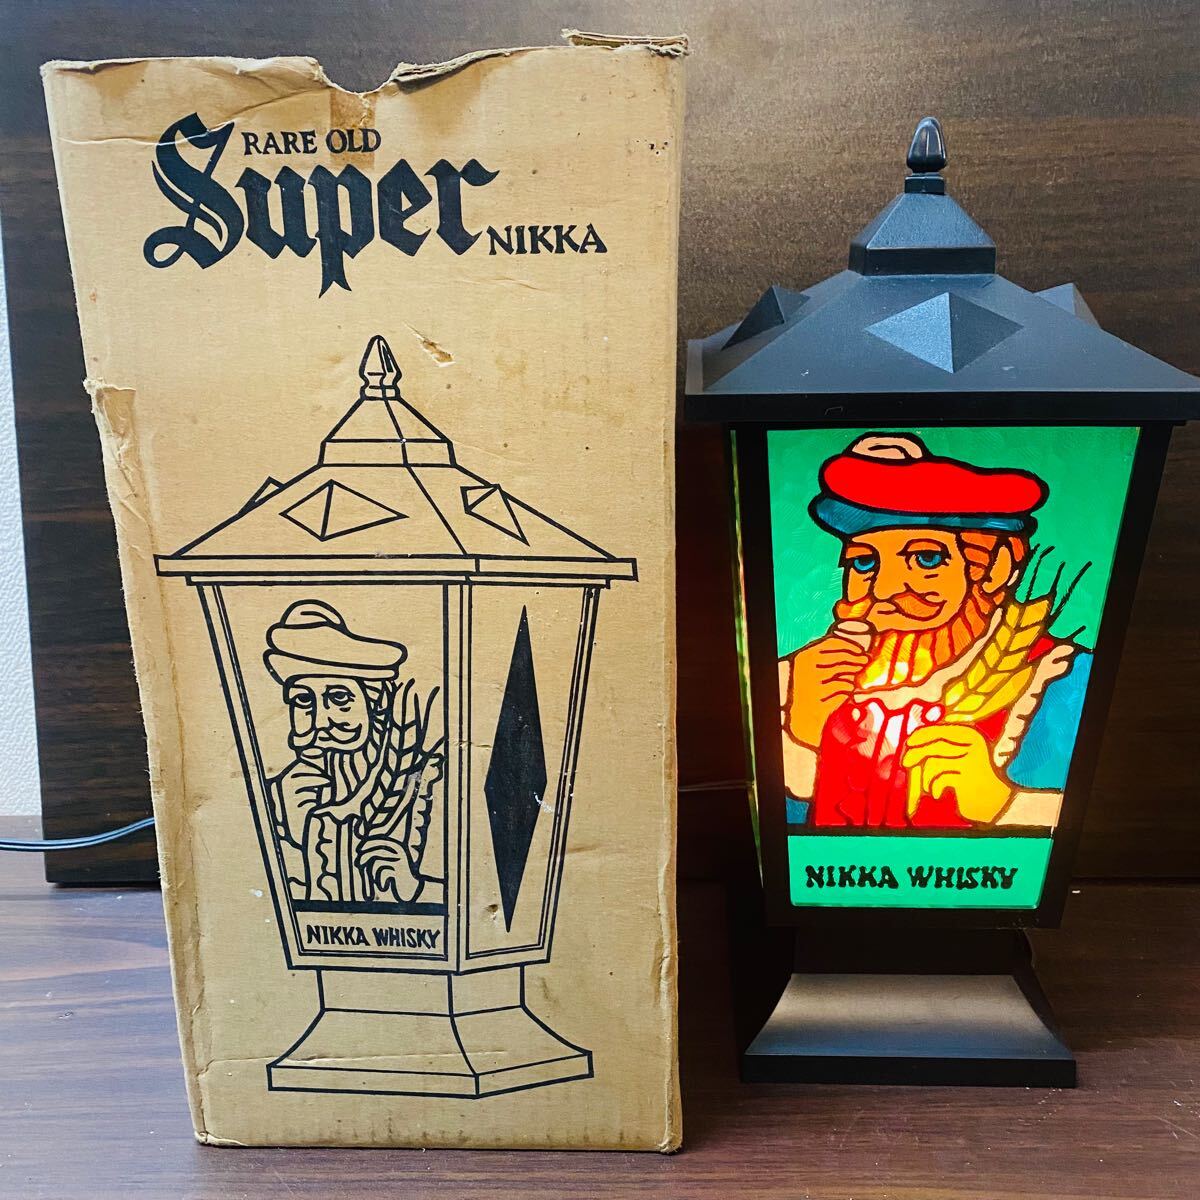 RARE OLD
Super
NIKKA
NIKKA WHISKY
NIKKA WHISKY